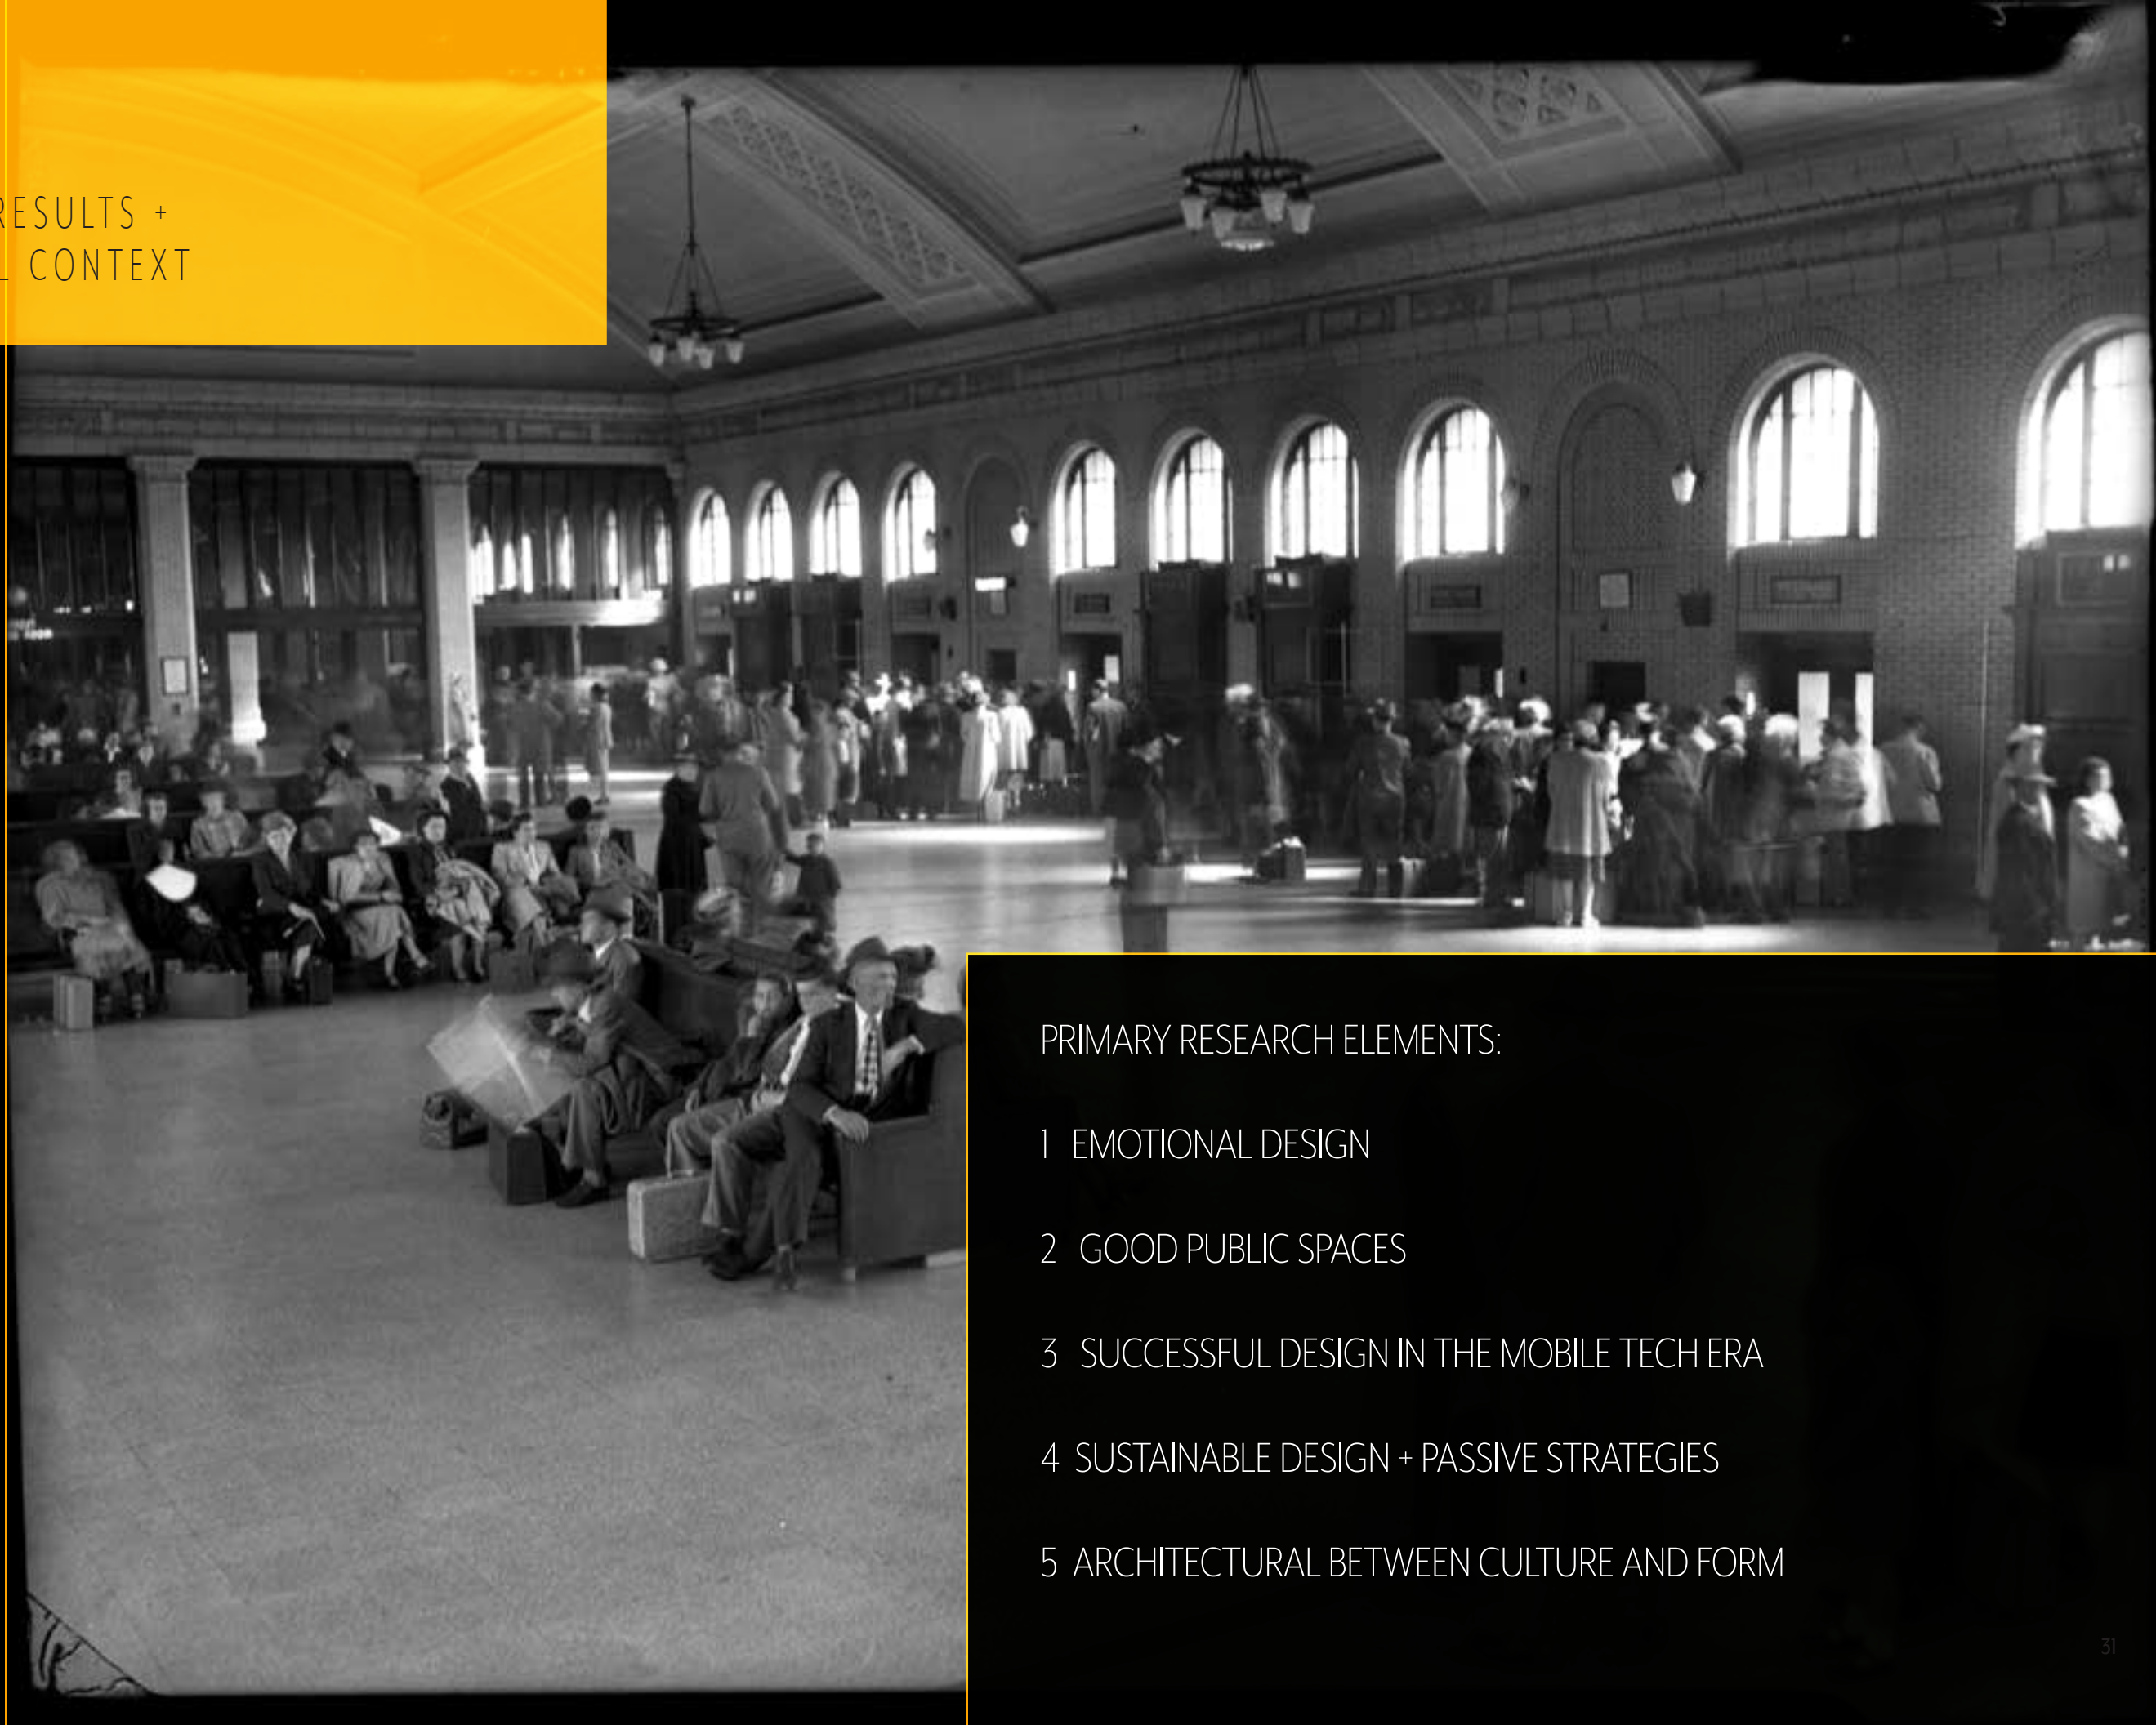 RESULTS +
CONTEXT
PRIMARY RESEARCH ELEMENTS:
1 EMOTIONAL DESIGN
2 GOOD PUBLIC SPACES
3 SUCCESSFUL DESIGN IN THE MOBILE TECH ERA
4 SUSTAINABLE DESIGN + PASSIVE STRATEGIES
5 ARCHITECTURAL BETWEEN CULTURE AND FORM
31